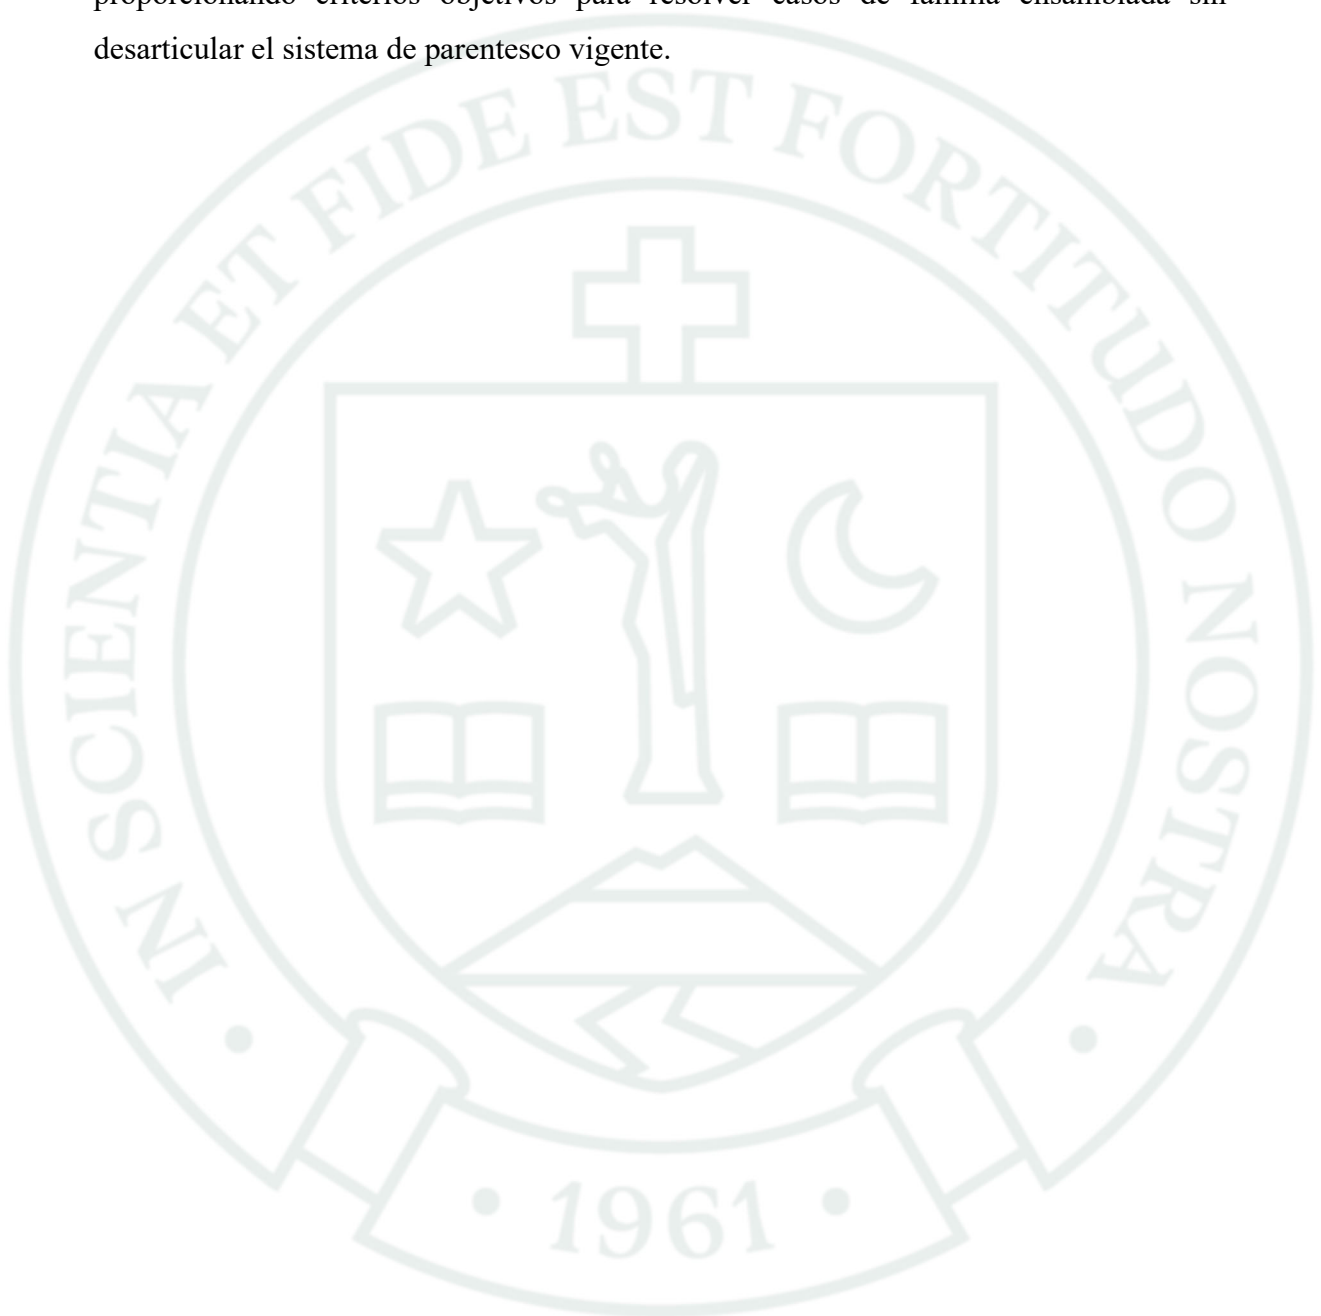 proporcionando criterios objetivos para resolver casos de familia ensamblada sin
desarticular el sistema de parentesco vigente.
IN SCIENTIA ET FIDE EST FORTITUDO NOSTRA
• 1961 •